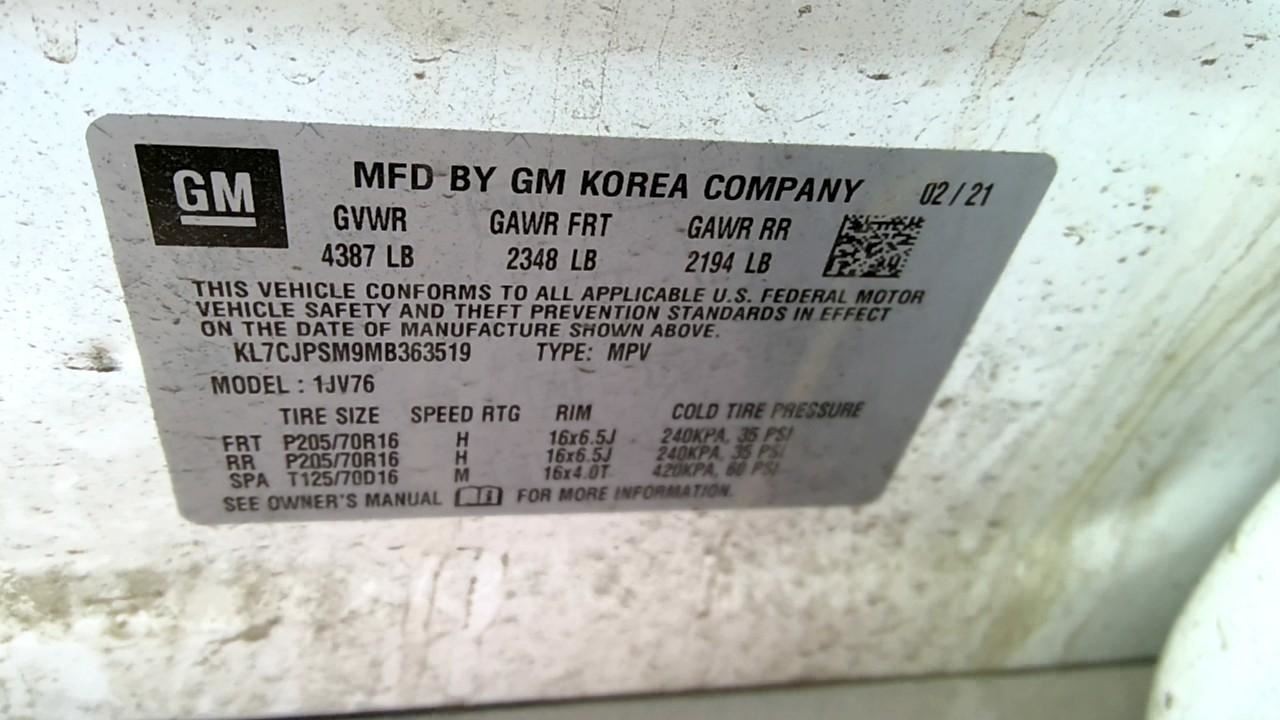 GM
MFD BY GM KOREA COMPANY 02/21
GVWR GAWR FRT GAWR RR
4387 LB 2348 LB 2194 LB
THIS VEHICLE CONFORMS TO ALL APPLICABLE U.S. FEDERAL MOTOR
VEHICLE SAFETY AND THEFT PREVENTION STANDARDS IN EFFECT
ON THE DATE OF MANUFACTURE SHOWN ABOVE.
KL7CJPSM9MB363519 TYPE: MPV
MODEL : 1JV76
TIRE SIZE SPEED RTG RIM COLD TIRE PRESSURE
FRT P205/70R16 H 16x6.5J 240KPA, 35 PSI
RR P205/70R16 H 16x6.5J 240KPA, 35 PSI
SPA T125/70D16 M 16x4.0T 420KPA, 60 PSI
SEE OWNER'S MANUAL FOR MORE INFORMATION.